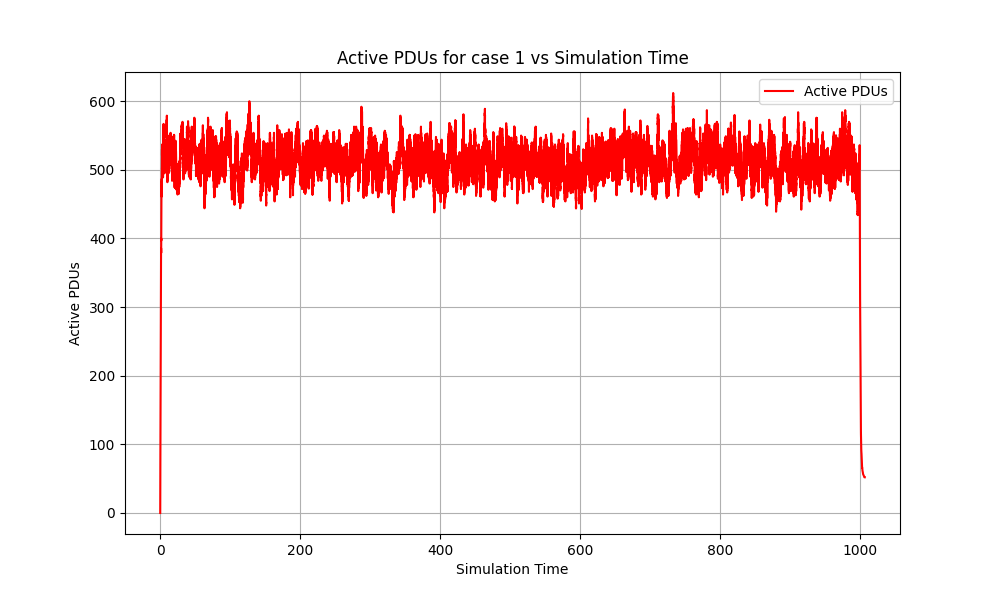 Active PDUs for case 1 vs Simulation Time
Active PDUs
600
500
400
300
200
100
0
Active PDUs
0 200 400 600 800 1000
Simulation Time